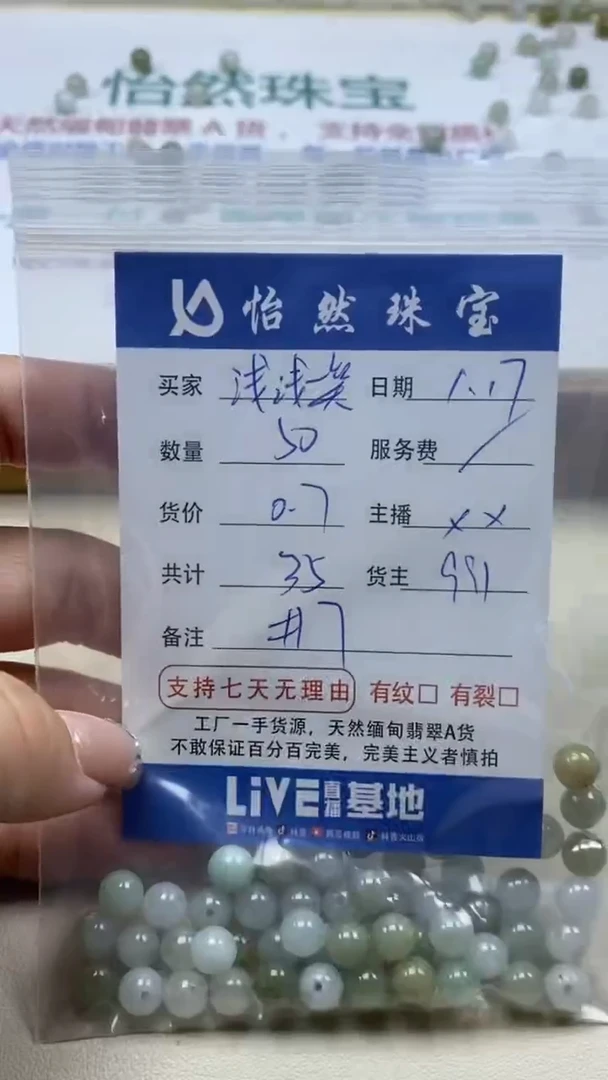 怡然珠宝
怡然珠宝
买家 浅浅笑 日期 1.17
数量 50 服务费 /
货价 0.7 主播 xx
共计 35 货主 991
备注 #7
支持七天无理由 有纹□ 有裂□
工厂一手货源，天然缅甸翡翠A货
不敢保证百分百完美，完美主义者慎拍
LiVE直播基地